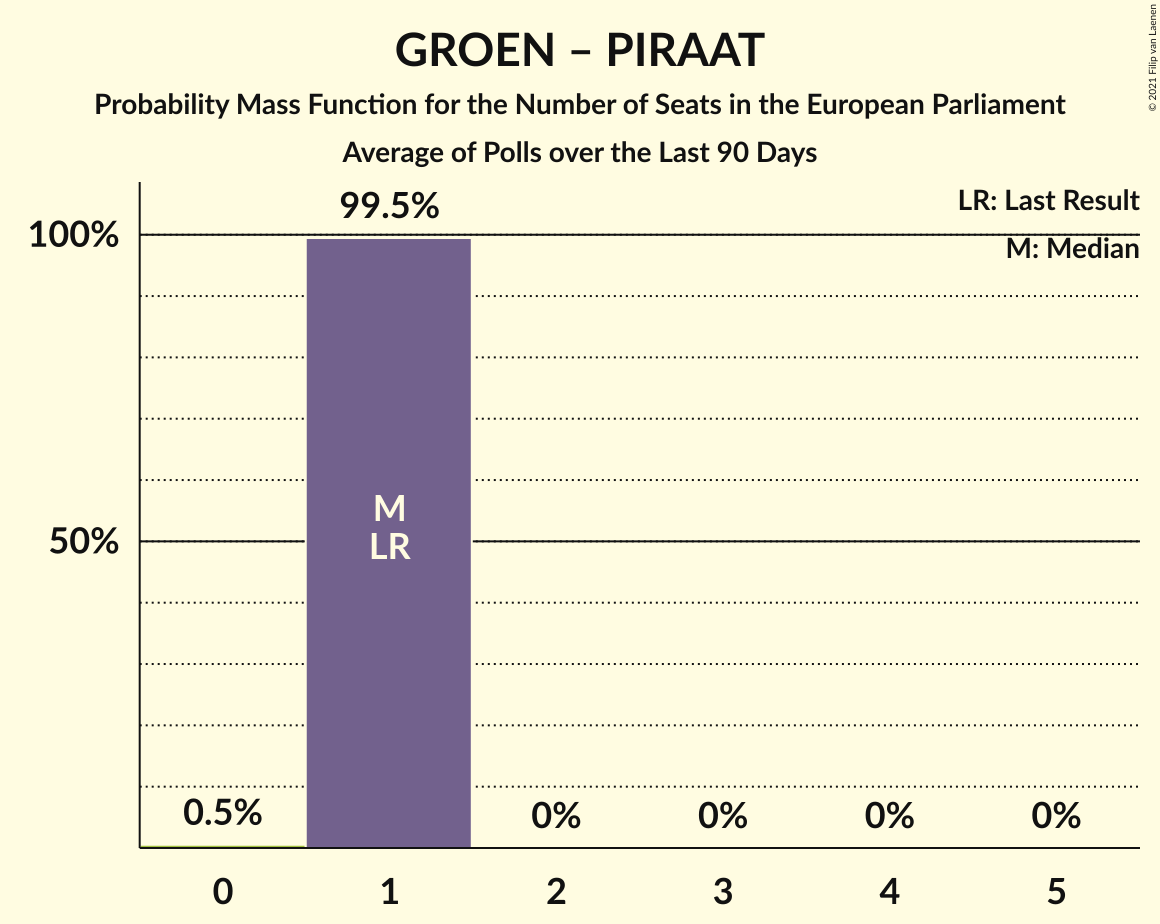 GROEN – PIRAAT
Probability Mass Function for the Number of Seats in the European Parliament
Average of Polls over the Last 90 Days
© 2021 Filip van Laenen
LR: Last Result
M: Median
99.5%
100%
50%
M
LR
0.5%
0%
0%
0%
0%
0
1
2
3
4
5